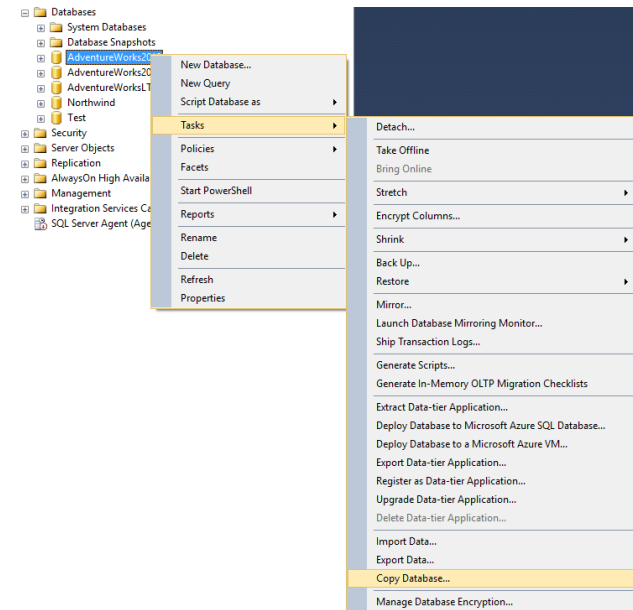 Databases
System Databases
Database Snapshots
AdventureWorks20
AdventureWorks20
AdventureWorksLT
Northwind
Test
Security
Server Objects
Replication
AlwaysOn High Availa
Management
Integration Services Ca
SQL Server Agent (Age
New Database...
New Query
Script Database as
Tasks
Policies
Facets
Start PowerShell
Reports
Rename
Delete
Refresh
Properties
Detach...
Take Offline
Bring Online
Stretch
Encrypt Columns...
Shrink
Back Up...
Restore
Mirror...
Launch Database Mirroring Monitor...
Ship Transaction Logs...
Generate Scripts...
Generate In-Memory OLTP Migration Checklists
Extract Data-tier Application...
Deploy Database to Microsoft Azure SQL Database...
Deploy Database to a Microsoft Azure VM...
Export Data-tier Application...
Register as Data-tier Application...
Upgrade Data-tier Application...
Delete Data-tier Application...
Import Data...
Export Data...
Copy Database...
Manage Database Encryption...